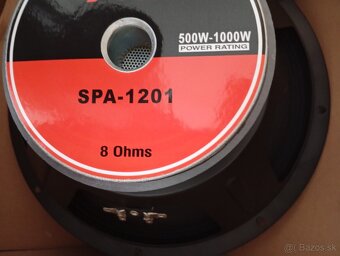 500W-1000W
POWER RATING
SPA-1201
8 Ohms
© Bazos.sk